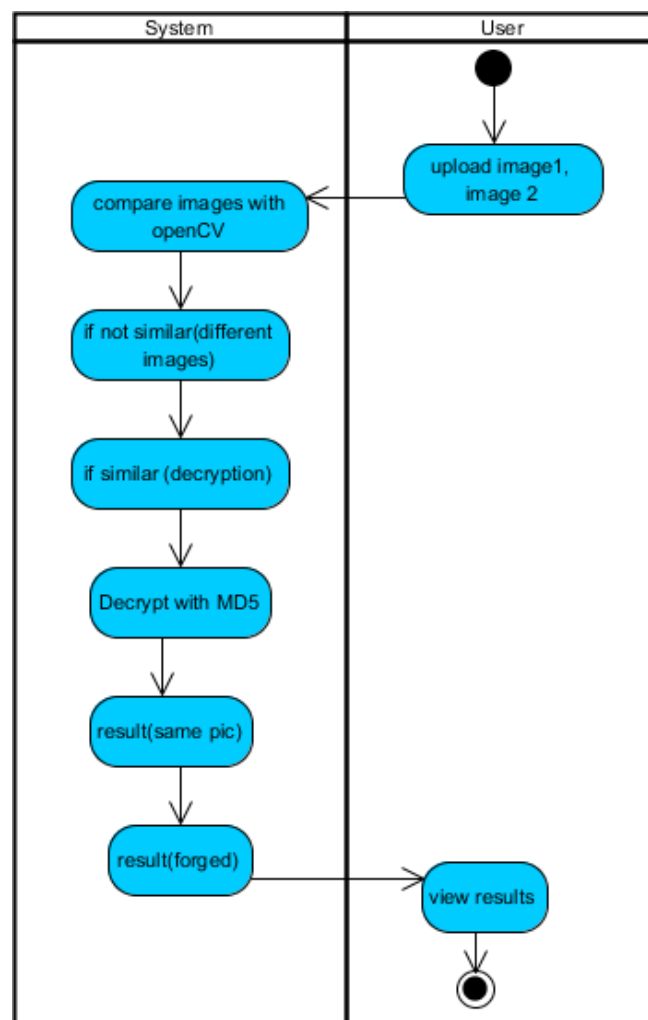 System
User
upload image1,
image 2
compare images with
openCV
if not similar(different
images)
if similar (decryption)
Decrypt with MD5
result(same pic)
result(forged)
view results